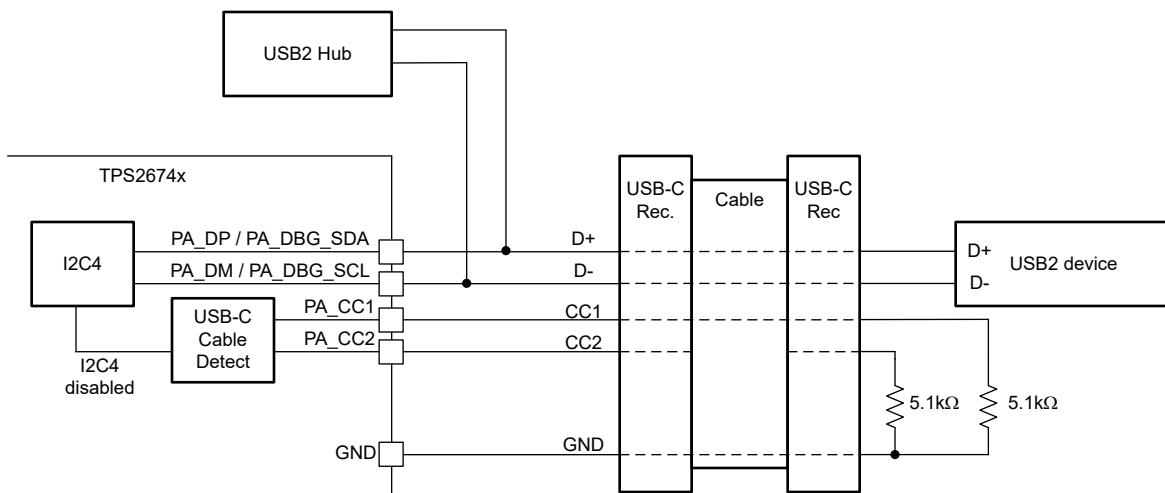 USB2 Hub
TPS2674x
USB-C
Rec.
Cable
USB-C
Rec
I2C4
PA_DP / PA_DBG_SDA
D+
D+
USB2 device
PA_DM / PA_DBG_SCL
D-
D-
USB-C
Cable
Detect
PA_CC1
CC1
PA_CC2
CC2
I2C4
disabled
5.1kΩ
5.1kΩ
GND
GND